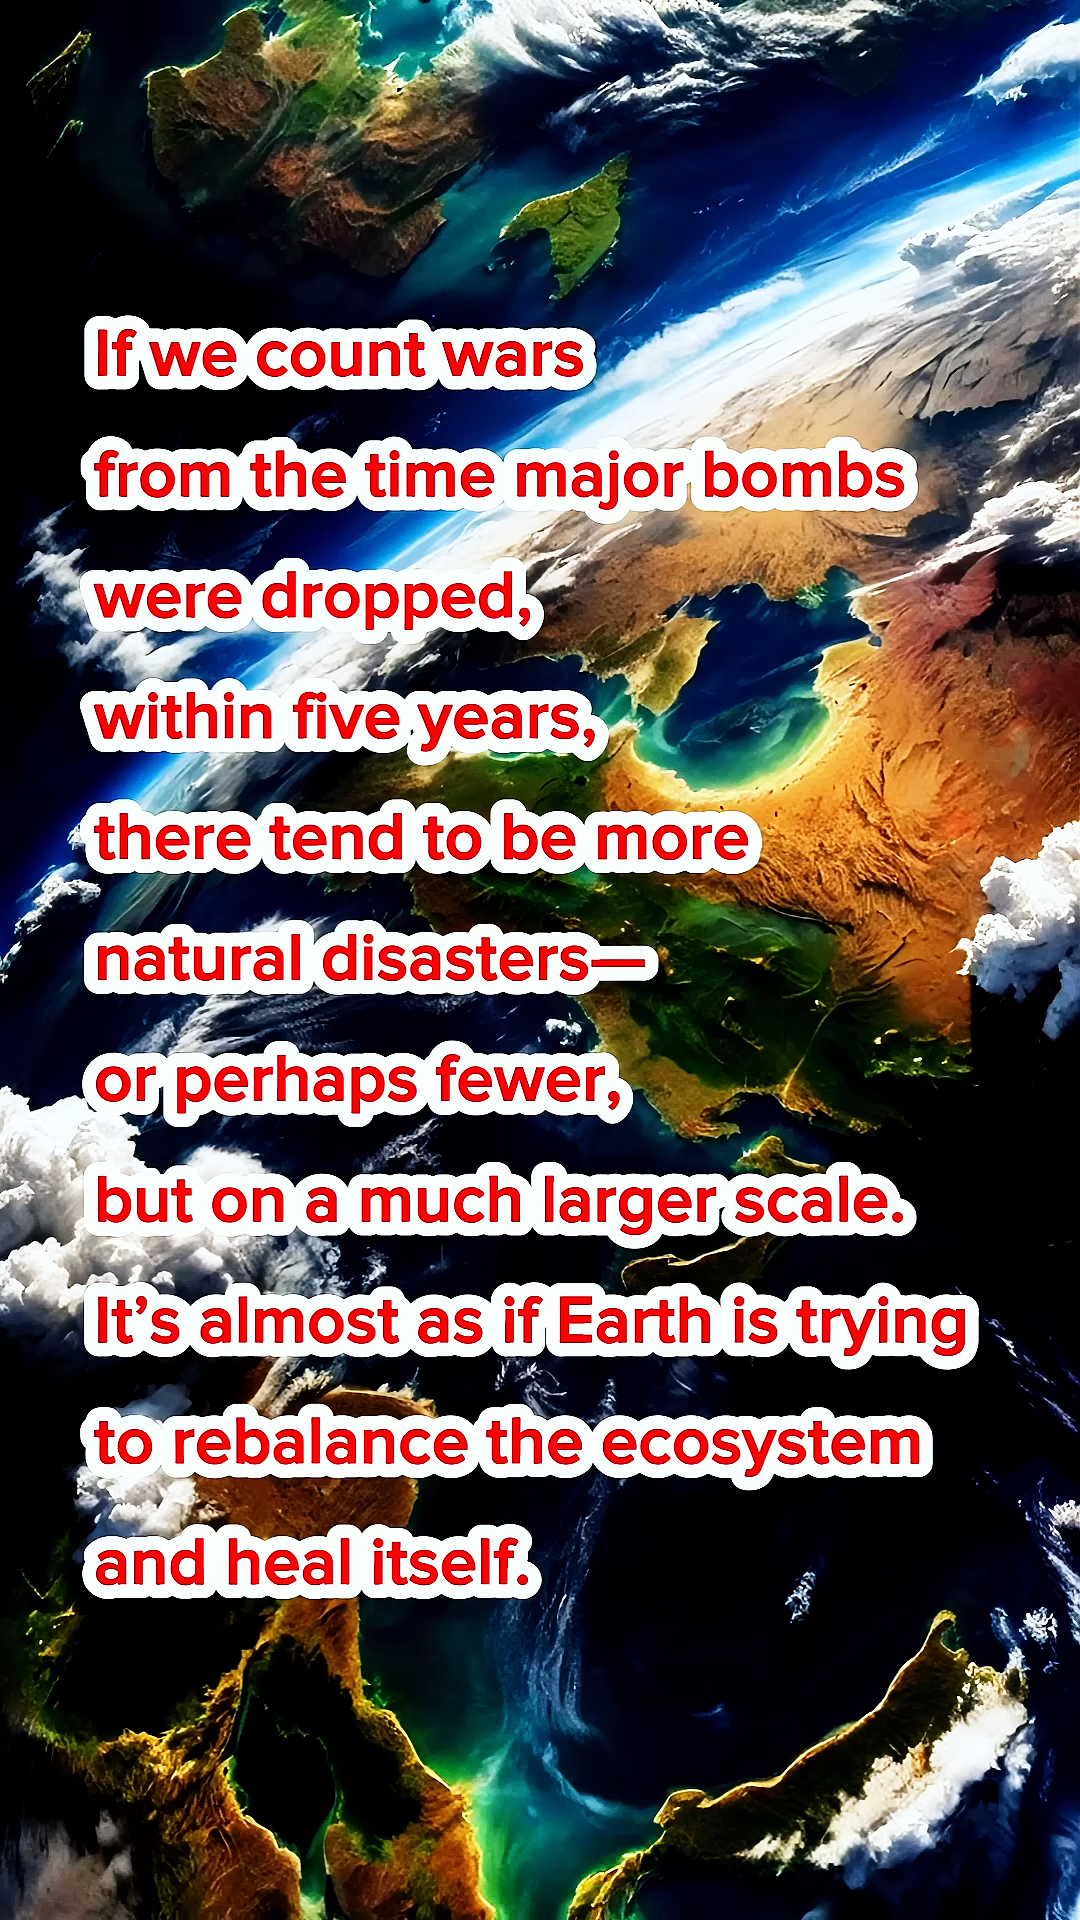 If we count wars
from the time major bombs
were dropped,
within five years,
there tend to be more
natural disasters—
or perhaps fewer,
but on a much larger scale.
It’s almost as if Earth is trying
to rebalance the ecosystem
and heal itself.